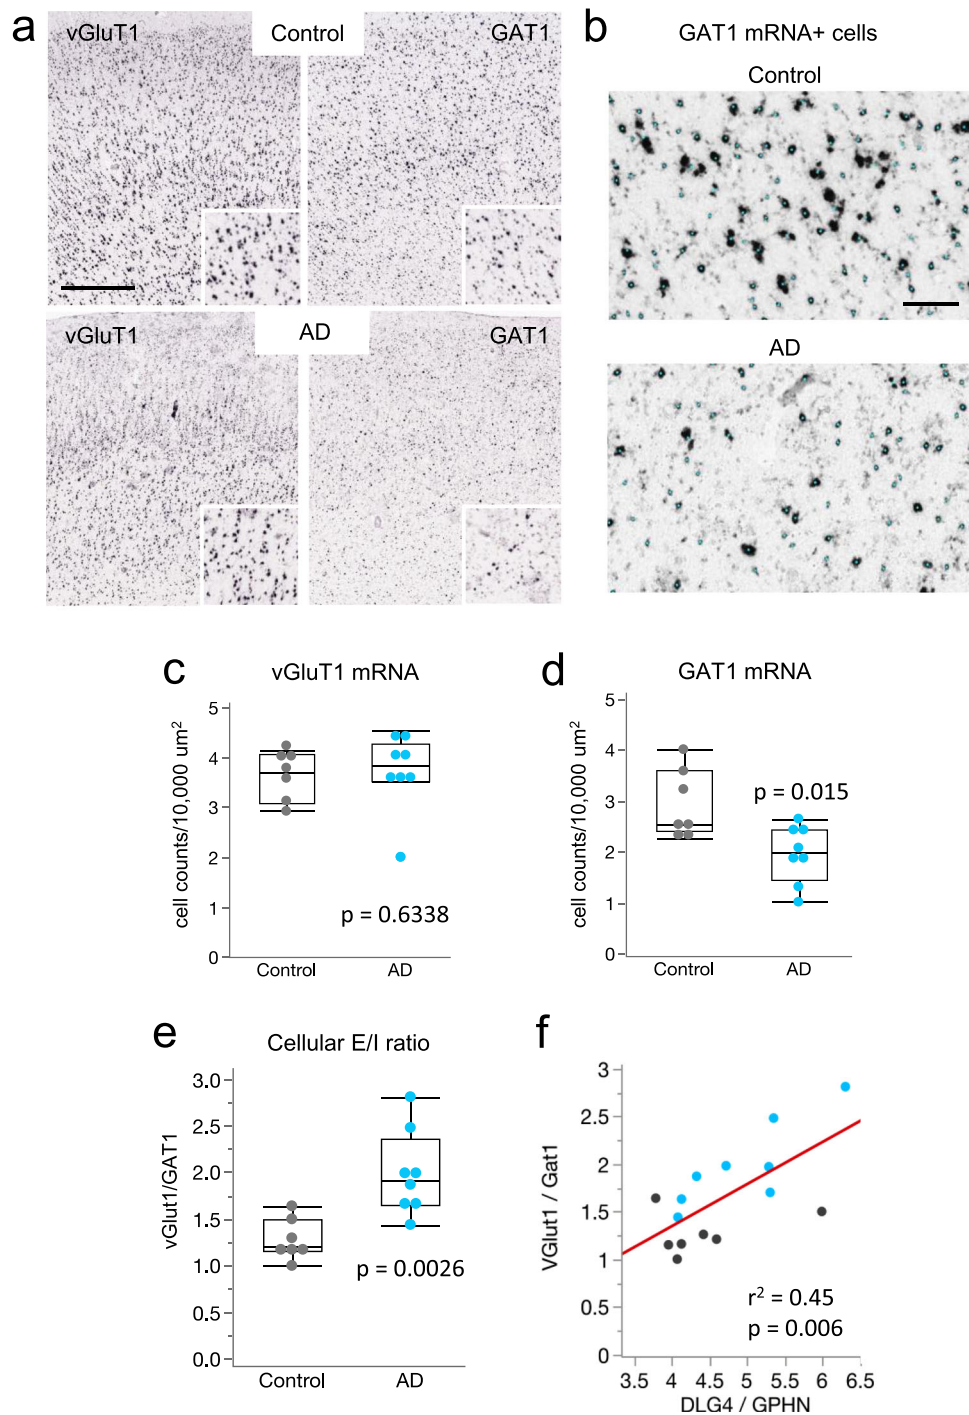 a
vGluT1
Control
GAT1
vGluT1
AD
GAT1
b
GAT1 mRNA+ cells
Control
AD
c
vGluT1 mRNA
cell counts/10,000 um²
5
4
3
2
1
0
p = 0.6338
Control
AD
d
GAT1 mRNA
cell counts/10,000 um²
5
4
3
2
1
0
p = 0.015
Control
AD
e
Cellular E/I ratio
vGlut1/GAT1
3.0
2.5
2.0
1.5
1.0
0.5
0.0
p = 0.0026
Control
AD
f
VGlut1 / Gat1
3
2.5
2
1.5
1
0.5
0
r² = 0.45
p = 0.006
3.5 4 4.5 5 5.5 6 6.5
DLG4 / GPHN